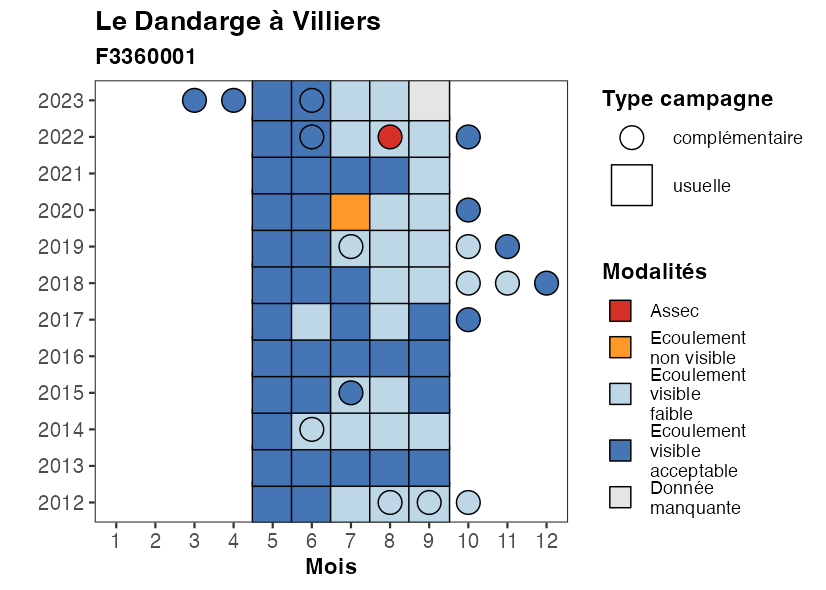 Le Dandarge à Villiers
F3360001
2023
2022
2021
2020
2019
2018
2017
2016
2015
2014
2013
2012
1 2 3 4 5 6 7 8 9 10 11 12
Mois
Type campagne
complémentaire
usuelle
Modalités
Assec
Ecoulement
non visible
Ecoulement
visible
faible
Ecoulement
visible
acceptable
Donnée
manquante